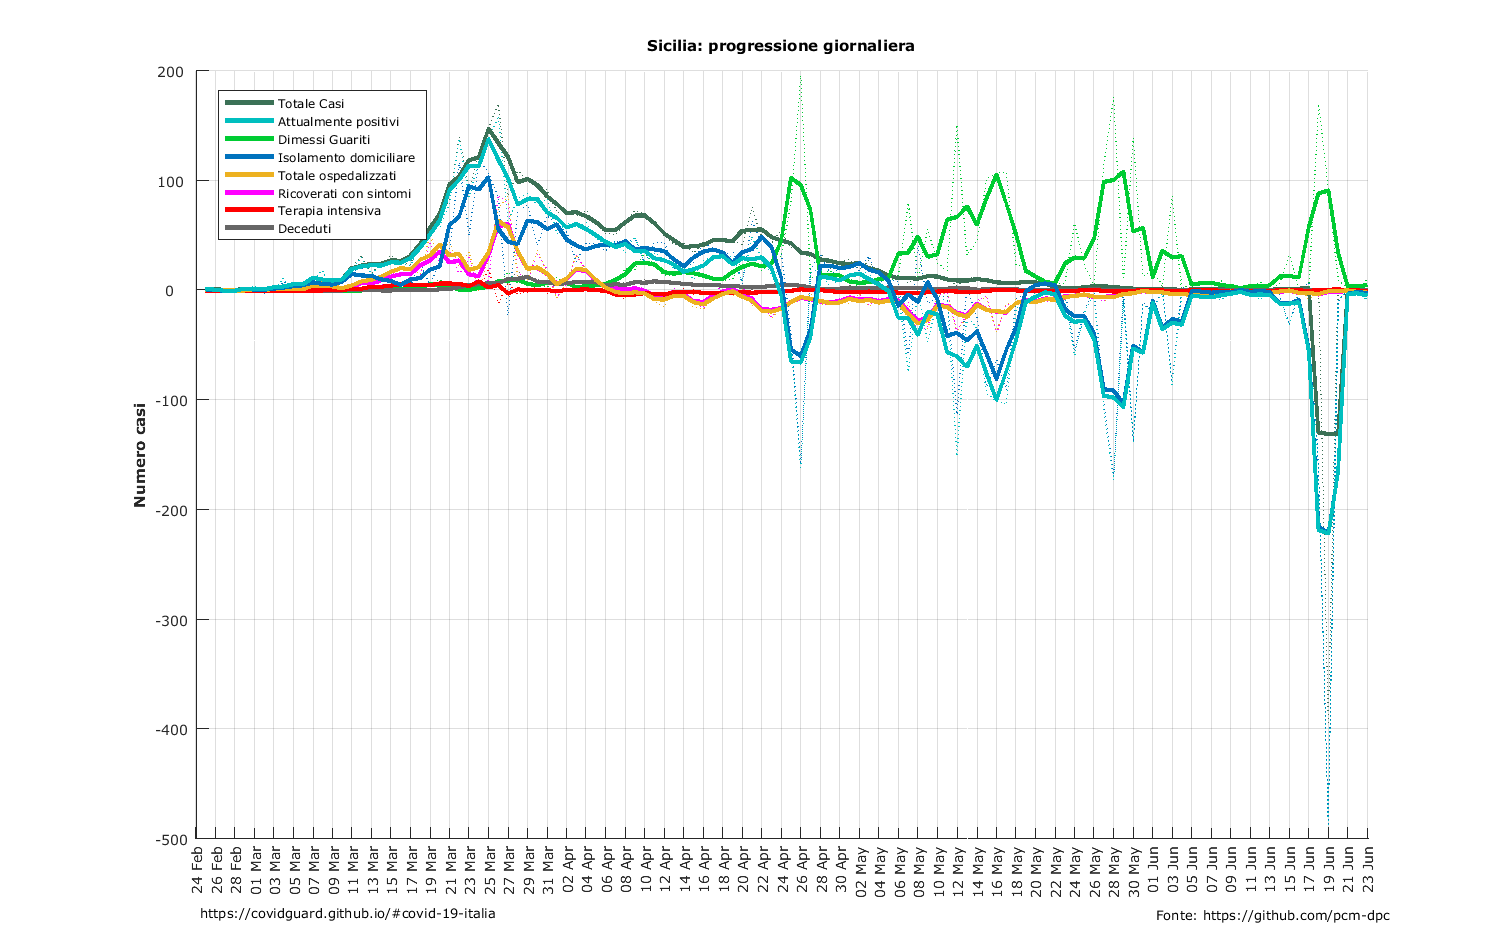 Sicilia: progressione giornaliera
200
100
0
-100
-200
-300
-400
-500
Numero casi
Totale Casi
Attualmente positivi
Dimessi Guariti
Isolamento domiciliare
Totale ospedalizzati
Ricoverati con sintomi
Terapia intensiva
Deceduti
24 Feb
26 Feb
28 Feb
01 Mar
03 Mar
05 Mar
07 Mar
09 Mar
11 Mar
13 Mar
15 Mar
17 Mar
19 Mar
21 Mar
23 Mar
25 Mar
27 Mar
29 Mar
31 Mar
02 Apr
04 Apr
06 Apr
08 Apr
10 Apr
12 Apr
14 Apr
16 Apr
18 Apr
20 Apr
22 Apr
24 Apr
26 Apr
28 Apr
30 Apr
02 May
04 May
06 May
08 May
10 May
12 May
14 May
16 May
18 May
20 May
22 May
24 May
26 May
28 May
30 May
01 Jun
03 Jun
05 Jun
07 Jun
09 Jun
11 Jun
13 Jun
15 Jun
17 Jun
19 Jun
21 Jun
23 Jun
https://covidguard.github.io/#covid-19-italia
Fonte: https://github.com/pcm-dpc